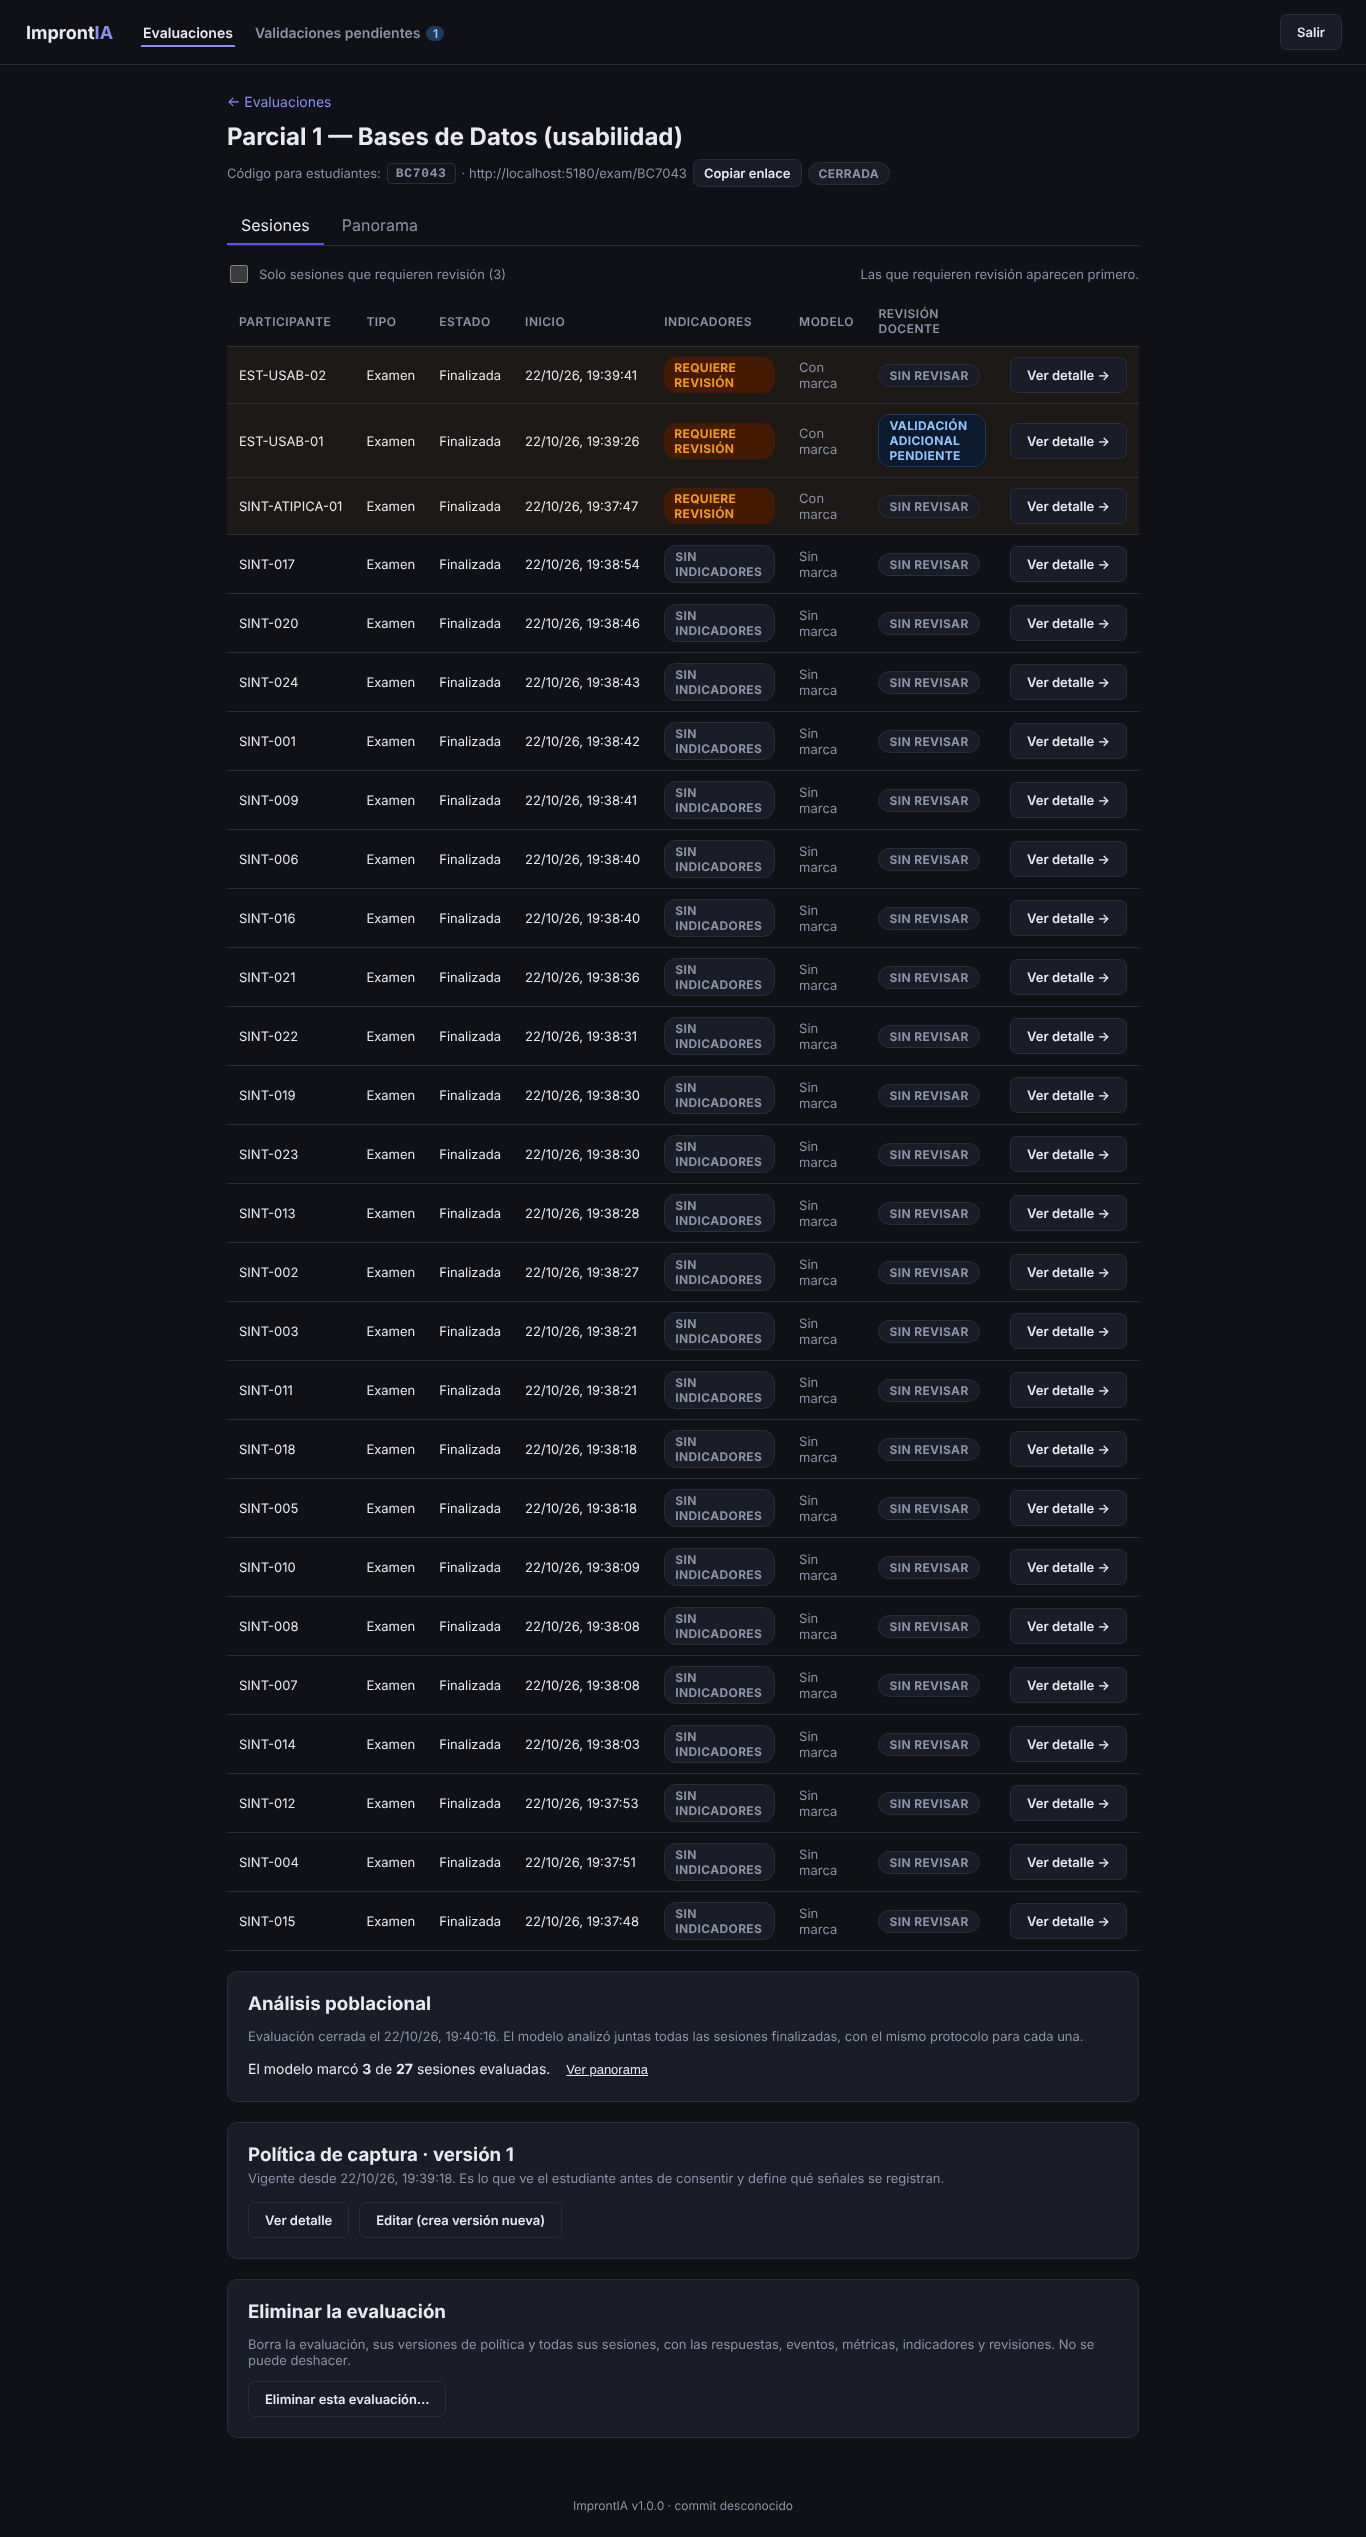 ImprontIA
Evaluaciones
Validaciones pendientes 1
Salir
← Evaluaciones
Parcial 1 — Bases de Datos (usabilidad)
Código para estudiantes: BC7043 · http://localhost:5180/exam/BC7043 Copiar enlace CERRADA
Sesiones Panorama
Solo sesiones que requieren revisión (3) Las que requieren revisión aparecen primero.
PARTICIPANTE TIPO ESTADO INICIO INDICADORES MODELO REVISIÓN DOCENTE
EST-USAB-02 Examen Finalizada 22/10/26, 19:39:41 REQUIERE REVISIÓN Con marca SIN REVISAR Ver detalle →
EST-USAB-01 Examen Finalizada 22/10/26, 19:39:26 REQUIERE REVISIÓN Con marca VALIDACIÓN ADICIONAL PENDIENTE Ver detalle →
SINT-ATIPICA-01 Examen Finalizada 22/10/26, 19:37:47 REQUIERE REVISIÓN Con marca SIN REVISAR Ver detalle →
SINT-017 Examen Finalizada 22/10/26, 19:38:54 SIN INDICADORES Sin marca SIN REVISAR Ver detalle →
SINT-020 Examen Finalizada 22/10/26, 19:38:46 SIN INDICADORES Sin marca SIN REVISAR Ver detalle →
SINT-024 Examen Finalizada 22/10/26, 19:38:43 SIN INDICADORES Sin marca SIN REVISAR Ver detalle →
SINT-001 Examen Finalizada 22/10/26, 19:38:42 SIN INDICADORES Sin marca SIN REVISAR Ver detalle →
SINT-009 Examen Finalizada 22/10/26, 19:38:41 SIN INDICADORES Sin marca SIN REVISAR Ver detalle →
SINT-006 Examen Finalizada 22/10/26, 19:38:40 SIN INDICADORES Sin marca SIN REVISAR Ver detalle →
SINT-016 Examen Finalizada 22/10/26, 19:38:40 SIN INDICADORES Sin marca SIN REVISAR Ver detalle →
SINT-021 Examen Finalizada 22/10/26, 19:38:36 SIN INDICADORES Sin marca SIN REVISAR Ver detalle →
SINT-022 Examen Finalizada 22/10/26, 19:38:31 SIN INDICADORES Sin marca SIN REVISAR Ver detalle →
SINT-019 Examen Finalizada 22/10/26, 19:38:30 SIN INDICADORES Sin marca SIN REVISAR Ver detalle →
SINT-023 Examen Finalizada 22/10/26, 19:38:30 SIN INDICADORES Sin marca SIN REVISAR Ver detalle →
SINT-013 Examen Finalizada 22/10/26, 19:38:28 SIN INDICADORES Sin marca SIN REVISAR Ver detalle →
SINT-002 Examen Finalizada 22/10/26, 19:38:27 SIN INDICADORES Sin marca SIN REVISAR Ver detalle →
SINT-003 Examen Finalizada 22/10/26, 19:38:21 SIN INDICADORES Sin marca SIN REVISAR Ver detalle →
SINT-011 Examen Finalizada 22/10/26, 19:38:21 SIN INDICADORES Sin marca SIN REVISAR Ver detalle →
SINT-018 Examen Finalizada 22/10/26, 19:38:18 SIN INDICADORES Sin marca SIN REVISAR Ver detalle →
SINT-005 Examen Finalizada 22/10/26, 19:38:18 SIN INDICADORES Sin marca SIN REVISAR Ver detalle →
SINT-010 Examen Finalizada 22/10/26, 19:38:09 SIN INDICADORES Sin marca SIN REVISAR Ver detalle →
SINT-008 Examen Finalizada 22/10/26, 19:38:08 SIN INDICADORES Sin marca SIN REVISAR Ver detalle →
SINT-007 Examen Finalizada 22/10/26, 19:38:08 SIN INDICADORES Sin marca SIN REVISAR Ver detalle →
SINT-014 Examen Finalizada 22/10/26, 19:38:03 SIN INDICADORES Sin marca SIN REVISAR Ver detalle →
SINT-012 Examen Finalizada 22/10/26, 19:37:53 SIN INDICADORES Sin marca SIN REVISAR Ver detalle →
SINT-004 Examen Finalizada 22/10/26, 19:37:51 SIN INDICADORES Sin marca SIN REVISAR Ver detalle →
SINT-015 Examen Finalizada 22/10/26, 19:37:48 SIN INDICADORES Sin marca SIN REVISAR Ver detalle →
Análisis poblacional
Evaluación cerrada el 22/10/26, 19:40:16. El modelo analizó juntas todas las sesiones finalizadas, con el mismo protocolo para cada una.
El modelo marcó 3 de 27 sesiones evaluadas. Ver panorama
Política de captura · versión 1
Vigente desde 22/10/26, 19:39:18. Es lo que ve el estudiante antes de consentir y define qué señales se registran.
Ver detalle Editar (crea versión nueva)
Eliminar la evaluación
Borra la evaluación, sus versiones de política y todas sus sesiones, con las respuestas, eventos, métricas, indicadores y revisiones. No se
puede deshacer.
Eliminar esta evaluación...
ImprontIA v1.0.0 · commit desconocido